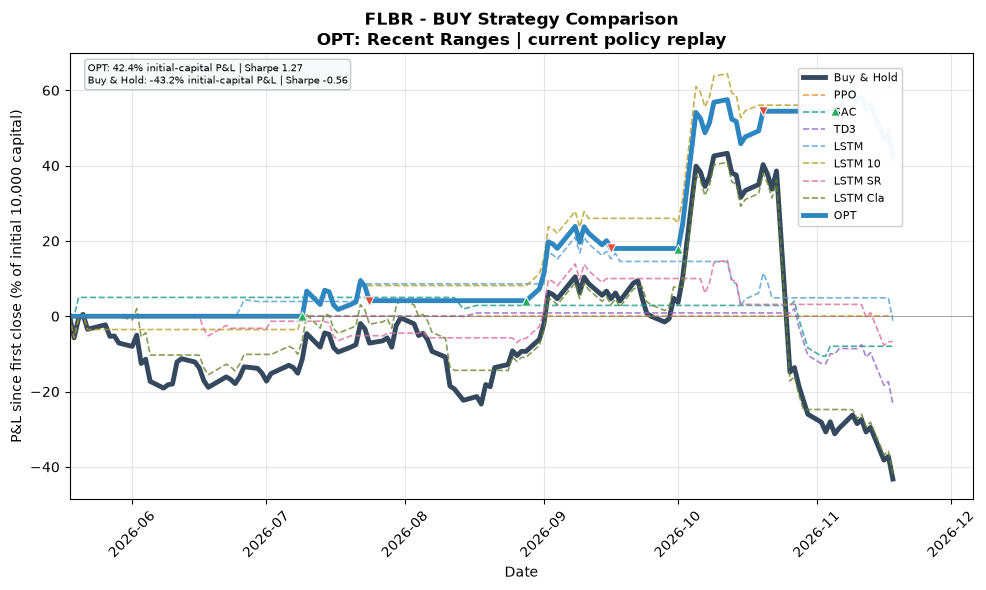 FLBR - BUY Strategy Comparison
OPT: Recent Ranges | current policy replay
OPT: 42.4% initial-capital P&L | Sharpe 1.27
Buy & Hold: -43.2% initial-capital P&L | Sharpe -0.56
Buy & Hold
PPO
SAC
TD3
LSTM
LSTM 10
LSTM SR
LSTM Cla
OPT
P&L since first close (% of initial 10,000 capital)
60
40
20
0
−20
−40
2026-06
2026-07
2026-08
2026-09
2026-10
2026-11
2026-12
Date